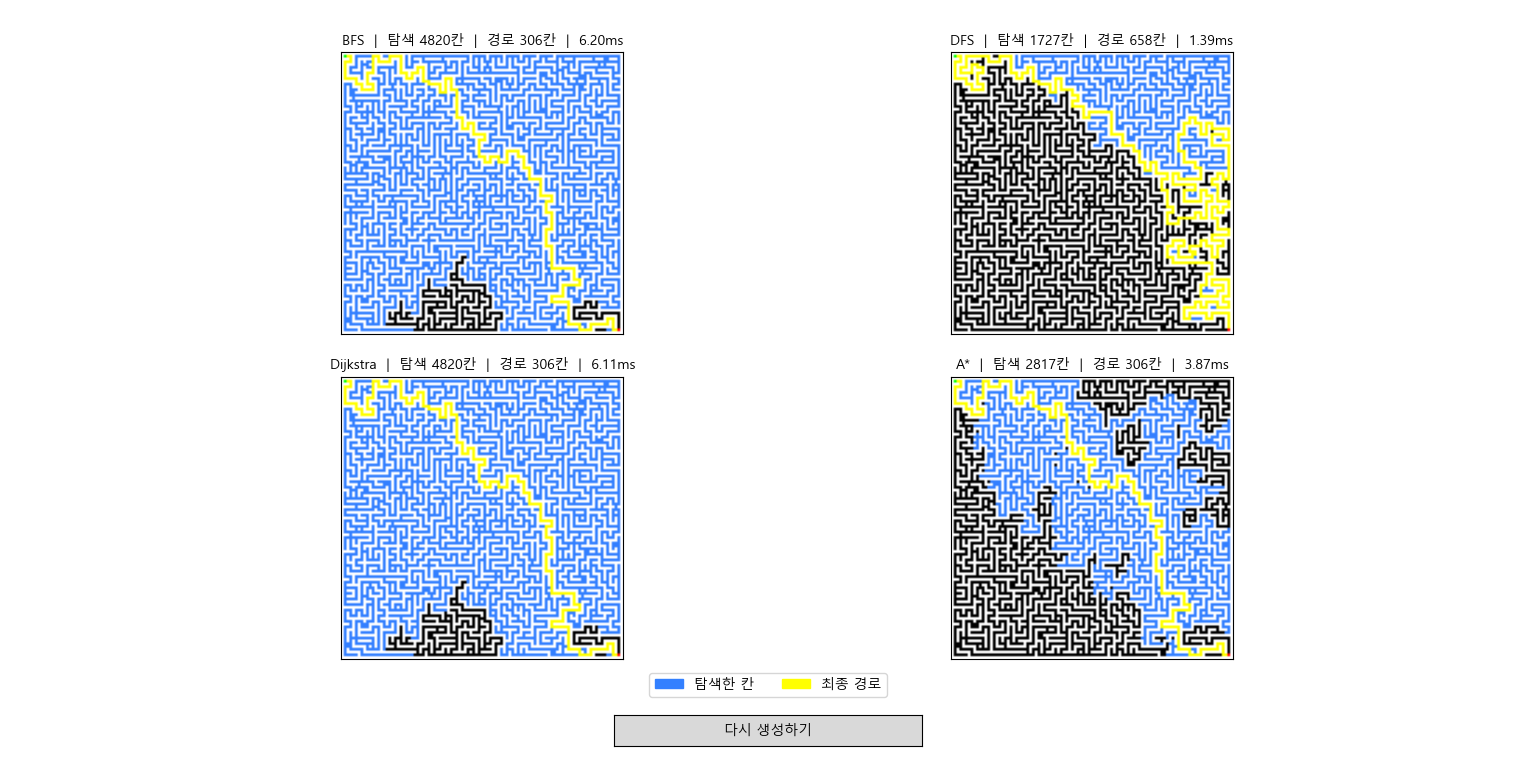 BFS | 탐색 4820칸 | 경로 306칸 | 6.20ms
DFS | 탐색 1727칸 | 경로 658칸 | 1.39ms
Dijkstra | 탐색 4820칸 | 경로 306칸 | 6.11ms
A* | 탐색 2817칸 | 경로 306칸 | 3.87ms
탐색한 칸
최종 경로
다시 생성하기